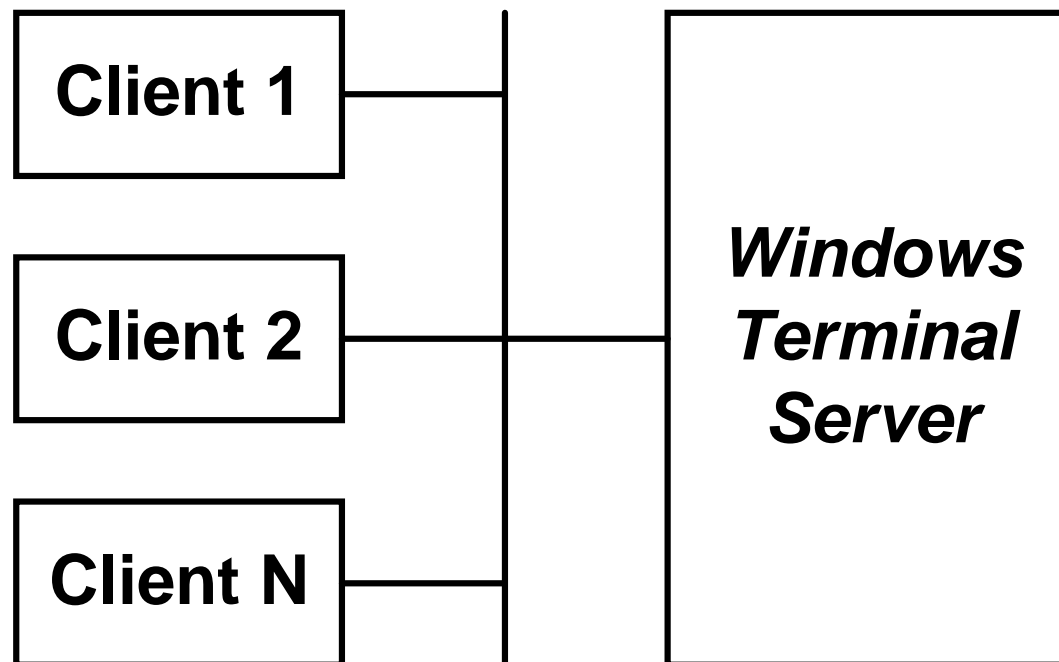 Client 1
Client 2
Client N
Windows
Terminal
Server